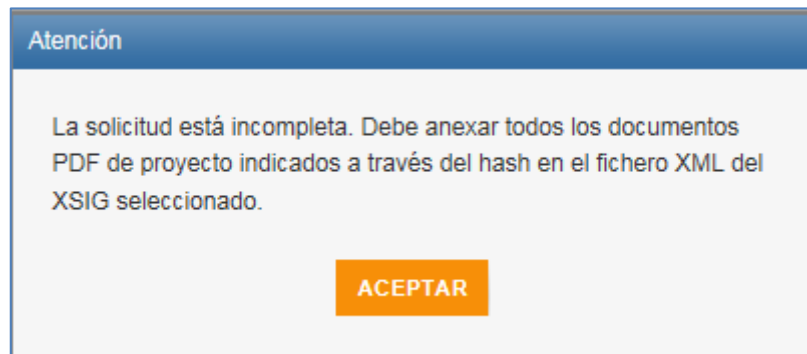 Atención
La solicitud está incompleta. Debe anexar todos los documentos
PDF de proyecto indicados a través del hash en el fichero XML del
XSIG seleccionado.
ACEPTAR